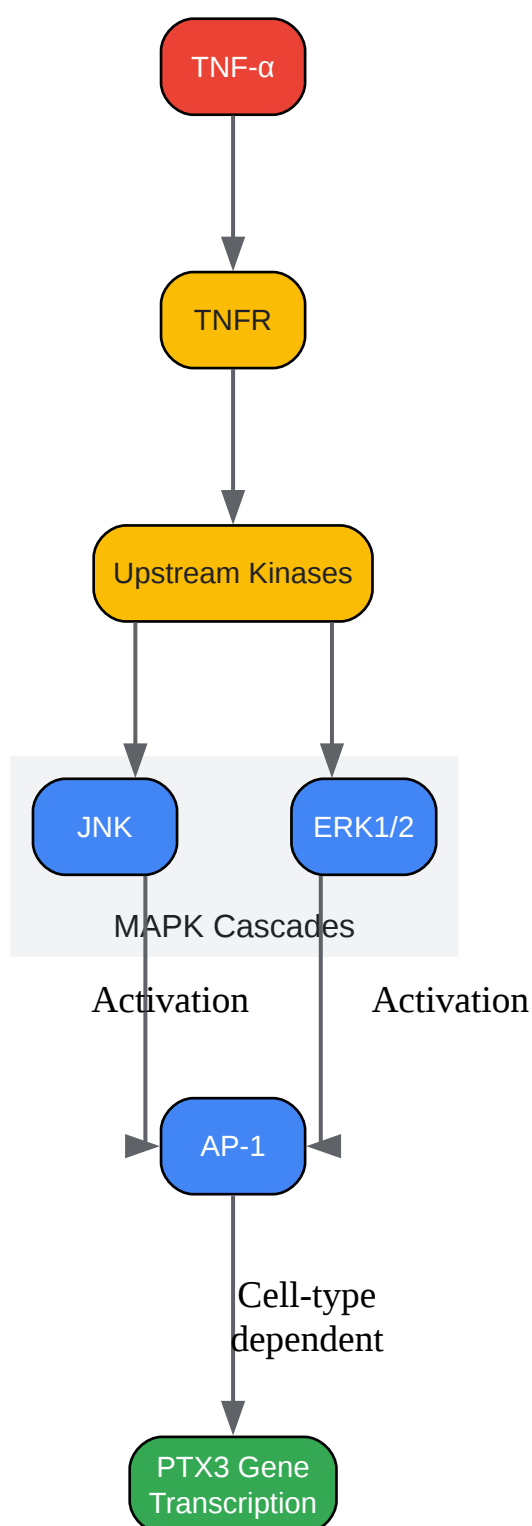 TNF-α
TNFR
Upstream Kinases
JNK
ERK1/2
MAPK Cascades
Activation
Activation
AP-1
Cell-type
dependent
PTX3 Gene
Transcription